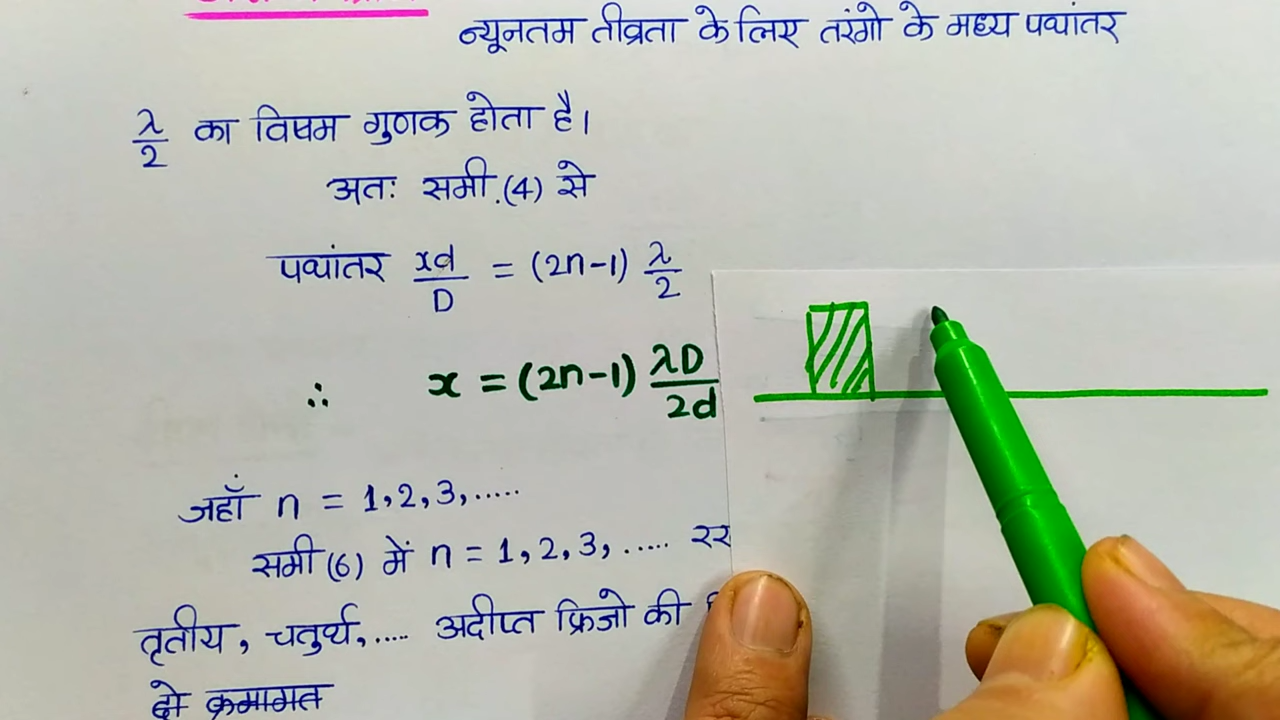 न्यूनतम तीव्रता के लिए तरंगो के मध्य पथांतर
λ/2 का विषम गुणक होता है।
अतः समी.(4) से
पथांतर xd/D = (2n-1) λ/2
∴ x = (2n-1) λD/2d
जहाँ n = 1,2,3,.....
समी(6) में n = 1,2,3, .....
तृतीय, चतुर्थ,.... अदीप्त फ्रिंजो की
दो क्रमागत